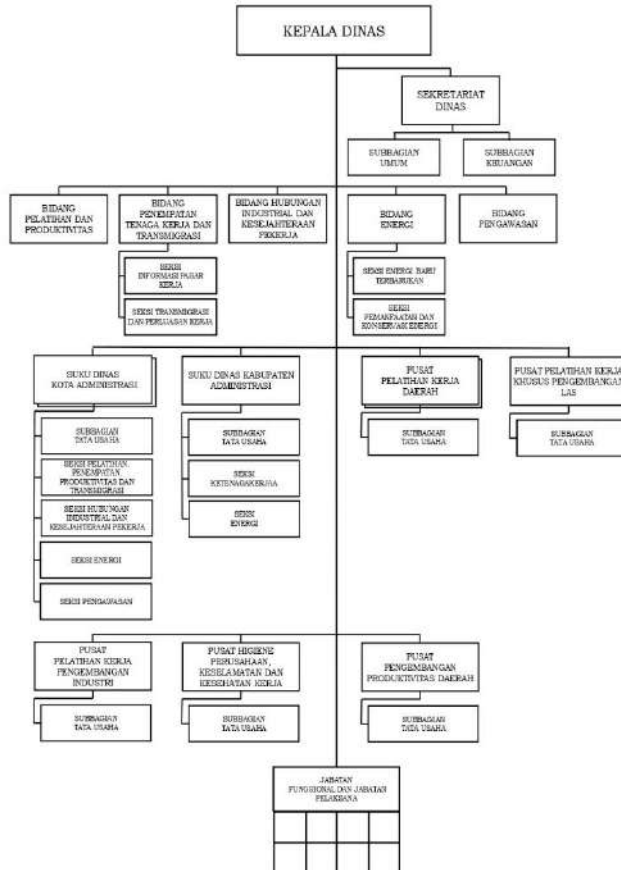 KEPALA DINAS
SEKRETARIAT
DINAS
SUBBAGIAN
UMUM
SUBBAGIAN
KEUANGAN
BIDANG
PELATIHAN DAN
PRODUKTIVITAS
BIDANG
PENEMPATAN
TENAGA KERJA DAN
TRANSMIGRASI
BIDANG HUBUNGAN
INDUSTRIAL DAN
KESEJAHTERAAN
PEKERJA
BIDANG
ENERGI
BIDANG
PENGAWASAN
SEKSI
INFORMASI PASAR
KERJA
SEKSI TRANSMIGRASI
DAN PERLUASAN KERJA
SEKSI ENERGI BARU
TERBARUKAN
SEKSI
PEMANFAATAN DAN
KONSERVASI ENERGI
SUKU DINAS
KOTA ADMINISTRASI
SUKU DINAS KABUPATEN
ADMINISTRASI
PUSAT
PELATIHAN KERJA
DAERAH
PUSAT PELATIHAN KERJA
KHUSUS PENGEMBANGAN
LAS
SUBBAGIAN
TATA USAHA
SEKSI PELATIHAN,
PENEMPATAN,
PRODUKTIVITAS DAN
TRANSMIGRASI
SEKSI HUBUNGAN
INDUSTRIAL DAN
KESEJAHTERAAN PEKERJA
SEKSI ENERGI
SEKSI PENGAWASAN
SUBBAGIAN
TATA USAHA
SEKSI
KETENAGAKERJAA
SEKSI
ENERGI
SUBBAGIAN
TATA USAHA
SUBBAGIAN
TATA USAHA
PUSAT
PELATIHAN KERJA
PENGEMBANGAN
INDUSTRI
PUSAT HIGIENE
PERUSAHAAN,
KESELAMATAN DAN
KESEHATAN KERJA
PUSAT
PENGEMBANGAN
PRODUKTIVITAS DAERAH
SUBBAGIAN
TATA USAHA
SUBBAGIAN
TATA USAHA
SUBBAGIAN
TATA USAHA
JABATAN
FUNGSIONAL DAN JABATAN
PELAKSANA